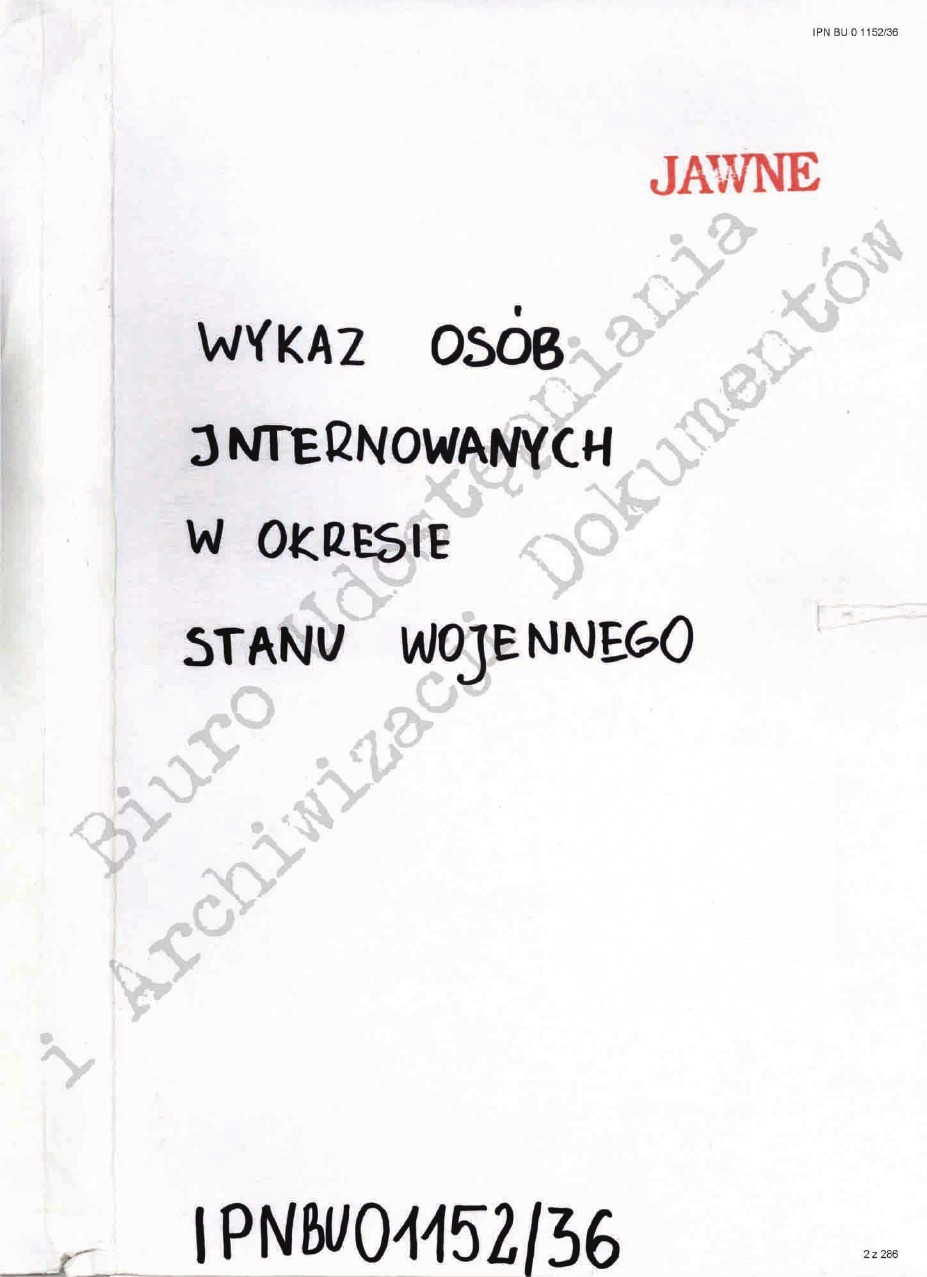 IPN BU 0 1152/36
JAWNE
WYKAZ OSÓB
JNTERNOWANYCH
W OKRESIE
STANU WOJENNEGO
Biuro Udostępniania
i Archiwizacji Dokumentów
IPNBU01152/36
2 z 286